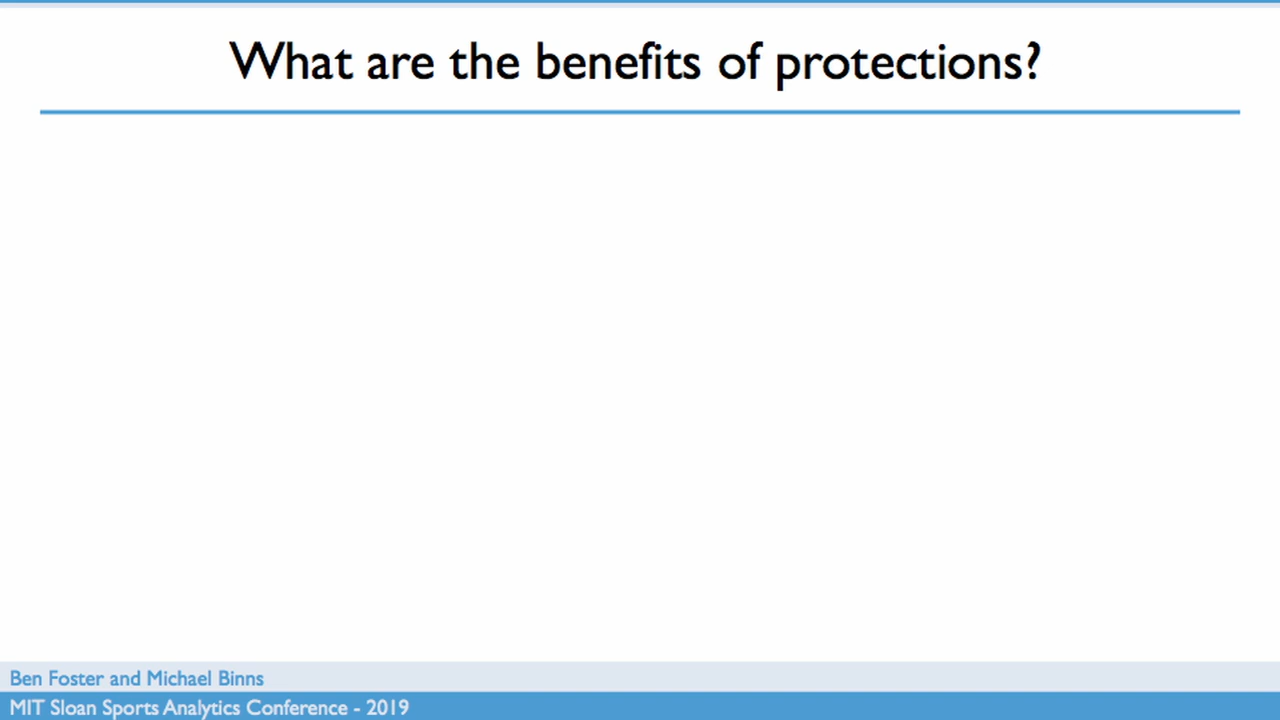 What are the benefits of protections?
Ben Foster and Michael Binns
MIT Sloan Sports Analytics Conference - 2019